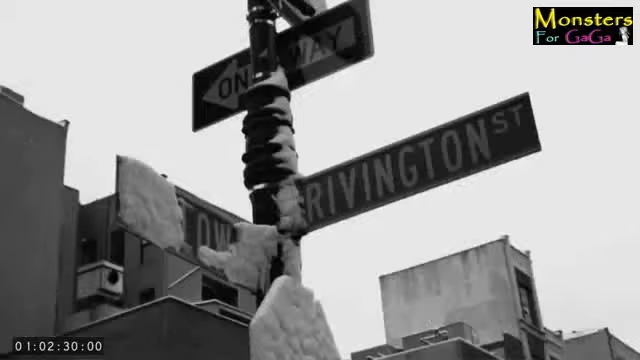 Monsters
For GaGa
ONE WAY
RIVINGTON ST
01:02:30:00